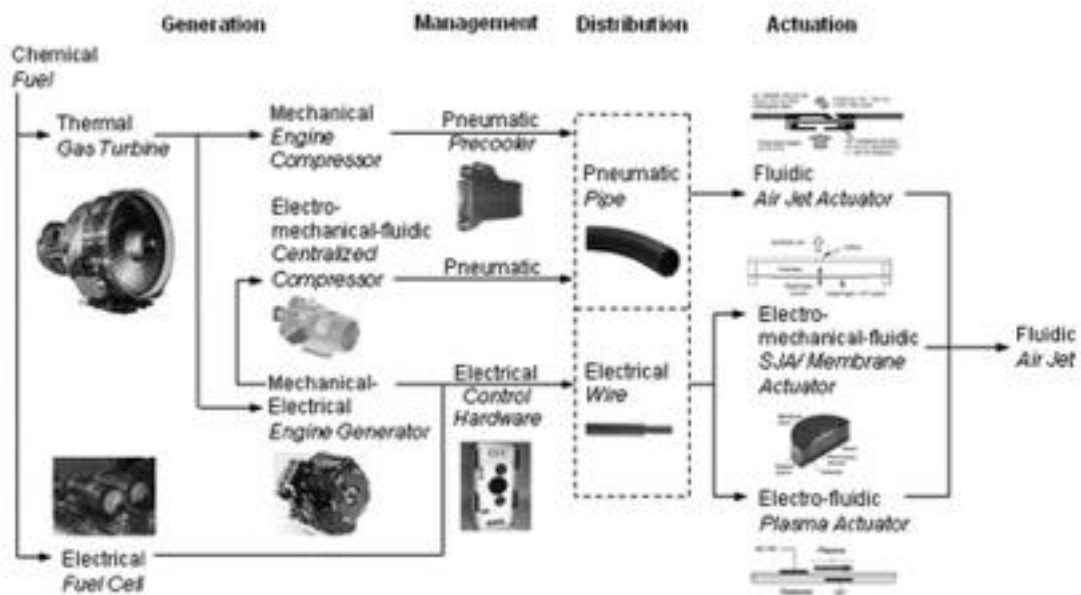 Generation
Management
Distribution
Actuation
Chemical
Fuel
Thermal
Gas Turbine
Mechanical
Engine
Compressor
Pneumatic
Precooler
Pneumatic
Pipe
Fluidic
Air Jet Actuator
Electro-
mechanical-fluidic
Centralized
Compressor
Pneumatic
Electro-
mechanical-fluidic
SJA/ Membrane
Actuator
Fluidic
Air Jet
Mechanical-
Electrical
Engine Generator
Electrical
Control
Hardware
Electrical
Wire
Electro-fluidic
Plasma Actuator
Electrical
Fuel Cell
Plasma